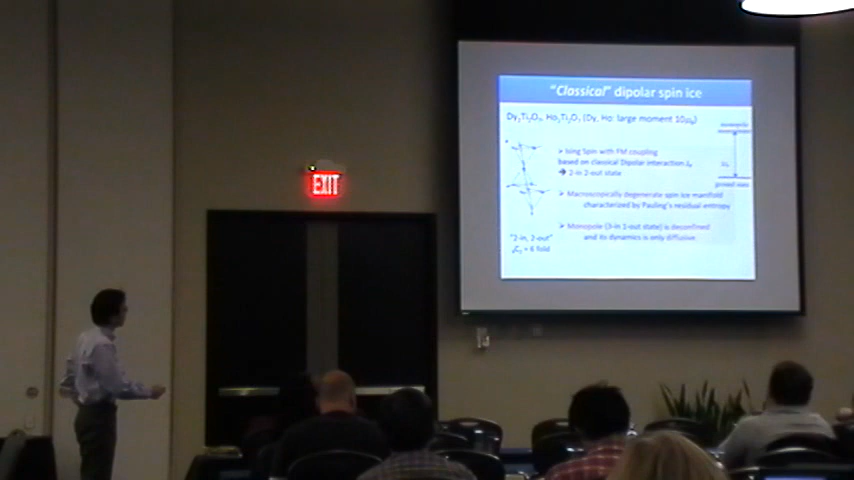 "Classical" dipolar spin ice
Dy₂Ti₂O₇, Ho₂Ti₂O₇ (Dy, Ho: large moment 10μB)
monopole
➢ Ising Spin with FM coupling
based on classical Dipolar interaction
➔ 2-in 2-out state
ground state
➢ Macroscopically degenerate spin ice manifold
characterized by Pauling's residual entropy
➢ Monopole (3-in 1-out state) is deconfined
and its dynamics is only diffusive
"2-in, 2-out"
₄C₂ = 6 fold
EXIT